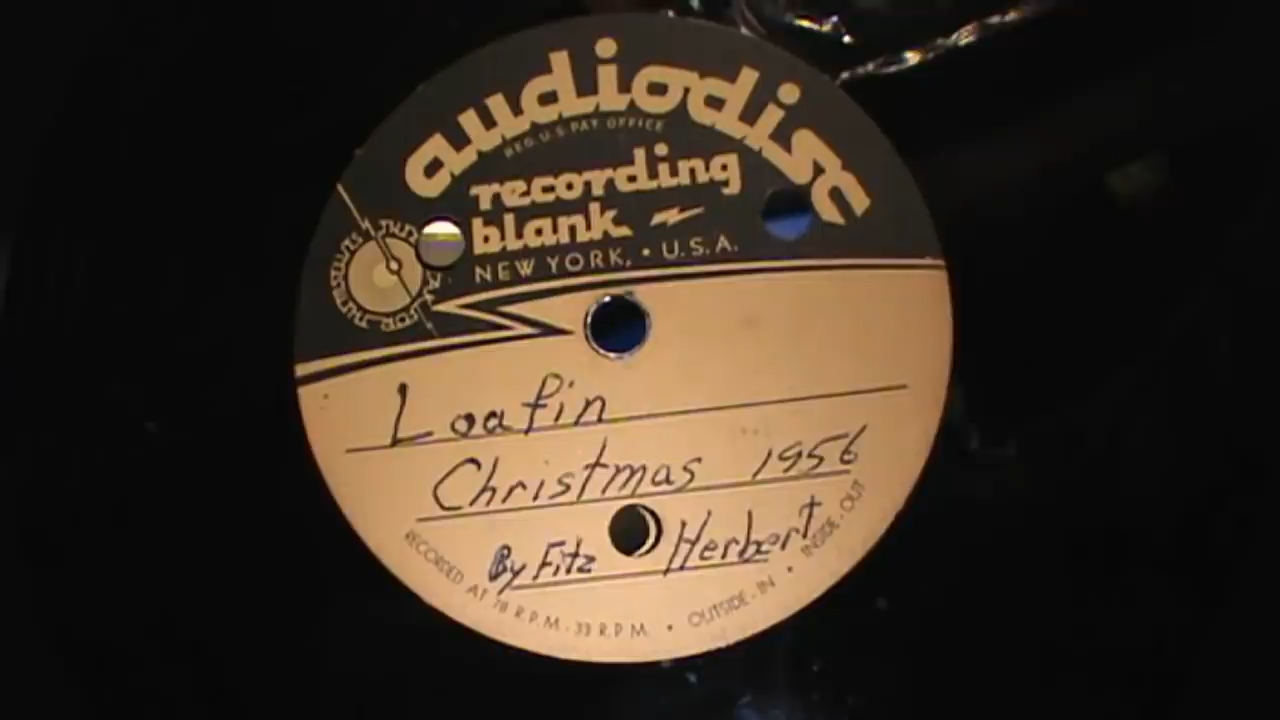 audiodisc
REG. U.S. PAT. OFFICE
recording
blank
NEW YORK, • U.S.A.
Loafin
Christmas 1956
By Fitz Herbert
RECORDED AT 78 R.P.M. - 33 R.P.M. • OUTSIDE - IN • INSIDE - OUT